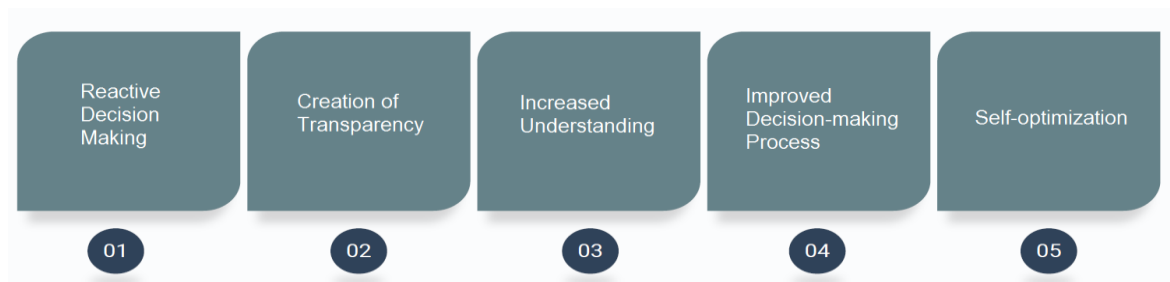 Reactive
Decision
Making
Creation of
Transparency
Increased
Understanding
Improved
Decision-making
Process
Self-optimization
01
02
03
04
05